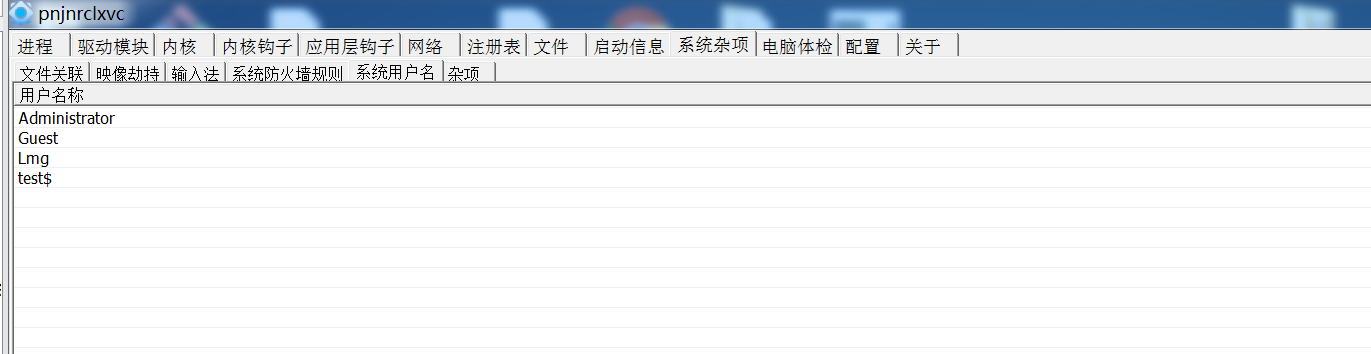 pnjnrclxvc
进程 驱动模块 内核 内核钩子 应用层钩子 网络 注册表 文件 启动信息 系统杂项 电脑体检 配置 关于
文件关联 映像劫持 输入法 系统防火墙规则 系统用户名 杂项
用户名称
Administrator
Guest
Lmg
test$